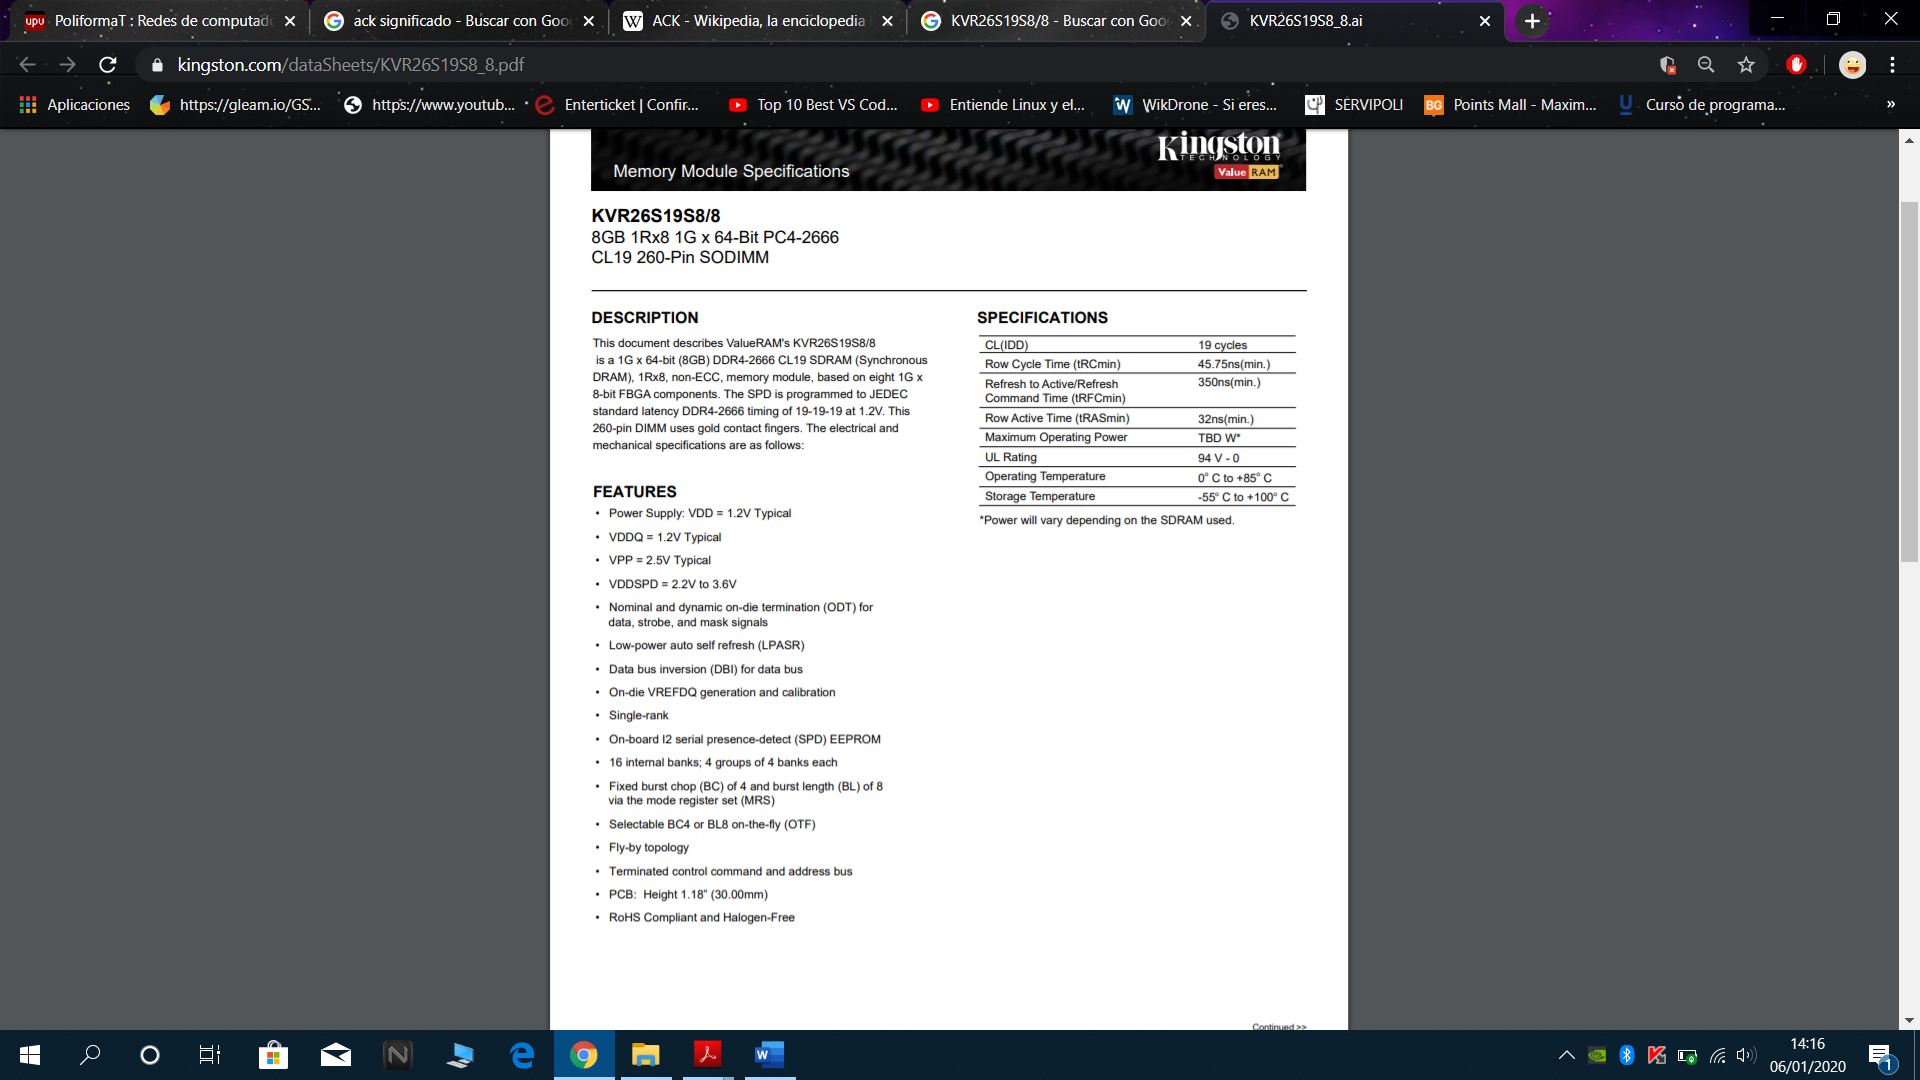 PoliformaT : Redes de computad
ack significado - Buscar con Goo
ACK - Wikipedia, la enciclopedia
KVR26S19S8/8 - Buscar con Goo
KVR26S19S8_8.ai
kingston.com/dataSheets/KVR26S19S8_8.pdf
Aplicaciones
https://gleam.io/GS...
https://www.youtub...
Enterticket | Confir...
Top 10 Best VS Cod...
Entiende Linux y el...
WikDrone - Si eres...
SERVIPOLI
Points Mall - Maxim...
Curso de programa...
»
Kingston
TECHNOLOGY
Value RAM
Memory Module Specifications
KVR26S19S8/8
8GB 1Rx8 1G x 64-Bit PC4-2666
CL19 260-Pin SODIMM
DESCRIPTION
This document describes ValueRAM's KVR26S19S8/8
is a 1G x 64-bit (8GB) DDR4-2666 CL19 SDRAM (Synchronous
DRAM), 1Rx8, non-ECC, memory module, based on eight 1G x
8-bit FBGA components. The SPD is programmed to JEDEC
standard latency DDR4-2666 timing of 19-19-19 at 1.2V. This
260-pin DIMM uses gold contact fingers. The electrical and
mechanical specifications are as follows:
FEATURES
• Power Supply: VDD = 1.2V Typical
• VDDQ = 1.2V Typical
• VPP = 2.5V Typical
• VDDSPD = 2.2V to 3.6V
• Nominal and dynamic on-die termination (ODT) for
data, strobe, and mask signals
• Low-power auto self refresh (LPASR)
• Data bus inversion (DBI) for data bus
• On-die VREFDQ generation and calibration
• Single-rank
• On-board I2 serial presence-detect (SPD) EEPROM
• 16 internal banks; 4 groups of 4 banks each
• Fixed burst chop (BC) of 4 and burst length (BL) of 8
via the mode register set (MRS)
• Selectable BC4 or BL8 on-the-fly (OTF)
• Fly-by topology
• Terminated control command and address bus
• PCB: Height 1.18" (30.00mm)
• RoHS Compliant and Halogen-Free
SPECIFICATIONS
CL(IDD) 19 cycles
Row Cycle Time (tRCmin) 45.75ns(min.)
Refresh to Active/Refresh 350ns(min.)
Command Time (tRFCmin)
Row Active Time (tRASmin) 32ns(min.)
Maximum Operating Power TBD W*
UL Rating 94 V - 0
Operating Temperature 0° C to +85° C
Storage Temperature -55° C to +100° C
*Power will vary depending on the SDRAM used.
Continued >>
14:16
06/01/2020
1